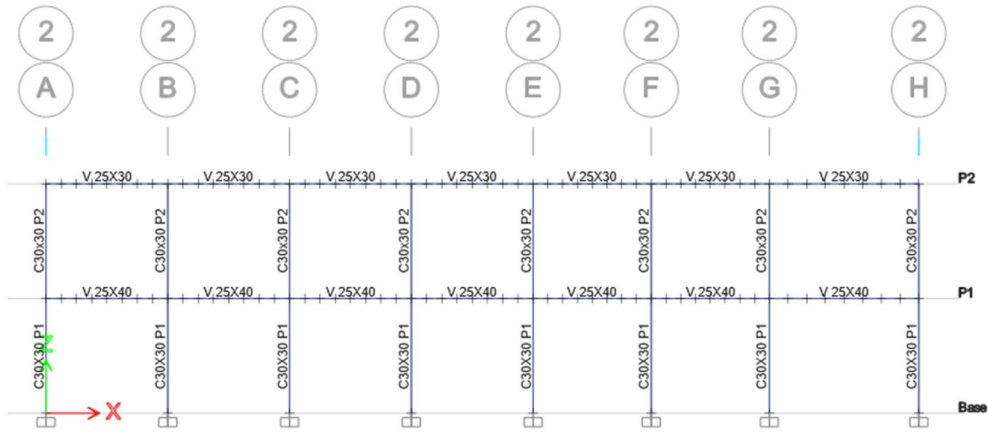 2 2 2 2 2 2 2 2
A B C D E F G H
V 25X30 V 25X30 V 25X30 V 25X30 V 25X30 V 25X30 V 25X30 P2
C30x30 P2 C30x30 P2 C30x30 P2 C30x30 P2 C30x30 P2 C30x30 P2 C30x30 P2 C30x30 P2
V 25X40 V 25X40 V 25X40 V 25X40 V 25X40 V 25X40 V 25X40 P1
C30X30 P1 C30X30 P1 C30X30 P1 C30X30 P1 C30X30 P1 C30X30 P1 C30X30 P1 C30X30 P1
Z
X Base